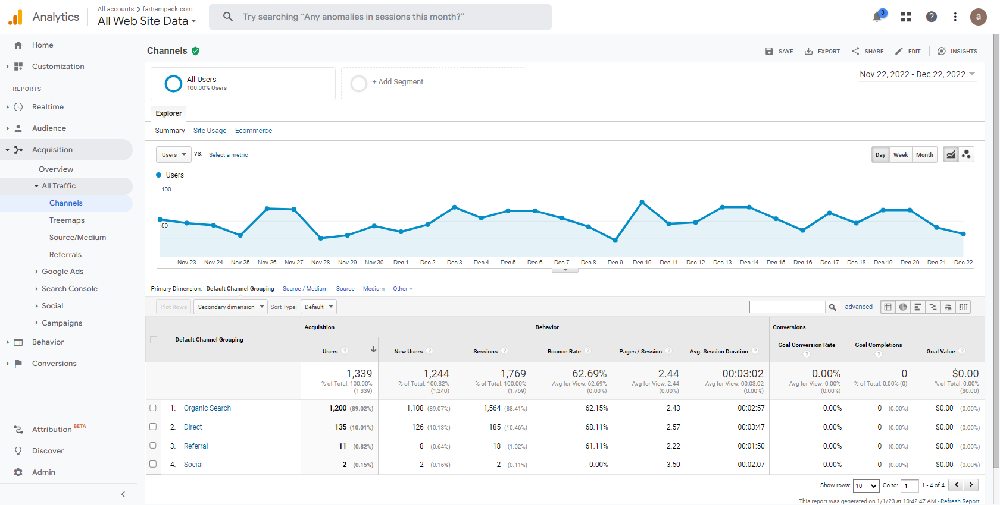 Analytics
All accounts > farhampack.com
All Web Site Data
Try searching “Any anomalies in sessions this month?”
3
a
Home
Customization
REPORTS
Realtime
Audience
Acquisition
Overview
All Traffic
Channels
Treemaps
Source/Medium
Referrals
Google Ads
Search Console
Social
Campaigns
Behavior
Conversions
Attribution BETA
Discover
Admin
Channels
SAVE EXPORT SHARE EDIT INSIGHTS
All Users
100.00% Users
+ Add Segment
Nov 22, 2022 - Dec 22, 2022
Explorer
Summary Site Usage Ecommerce
Users VS. Select a metric
Day Week Month
Users
100
50
... Nov 23 Nov 24 Nov 25 Nov 26 Nov 27 Nov 28 Nov 29 Nov 30 Dec 1 Dec 2 Dec 3 Dec 4 Dec 5 Dec 6 Dec 7 Dec 8 Dec 9 Dec 10 Dec 11 Dec 12 Dec 13 Dec 14 Dec 15 Dec 16 Dec 17 Dec 18 Dec 19 Dec 20 Dec 21 Dec 22
Primary Dimension: Default Channel Grouping Source / Medium Source Medium Other
Plot Rows Secondary dimension Sort Type: Default advanced
Default Channel Grouping
Acquisition Behavior Conversions
Users ? New Users ? Sessions ? Bounce Rate ? Pages / Session ? Avg. Session Duration ? Goal Conversion Rate ? Goal Completions ? Goal Value ?
1,339 1,244 1,769 62.69% 2.44 00:03:02 0.00% 0 $0.00
% of Total: 100.00% % of Total: 100.32% % of Total: 100.00% Avg for View: 62.69% Avg for View: 2.44 Avg for View: 00:03:02 Avg for View: 0.00% % of Total: 0.00% (0) % of Total: 0.00%
(1,339) (1,240) (1,769) (0.00%) (0.00%) (0.00%) (0.00%) ($0.00)
1. Organic Search 1,200 (89.02%) 1,108 (89.07%) 1,564 (88.41%) 62.15% 2.43 00:02:57 0.00% 0 (0.00%) $0.00 (0.00%)
2. Direct 135 (10.01%) 126 (10.13%) 185 (10.46%) 68.11% 2.57 00:03:47 0.00% 0 (0.00%) $0.00 (0.00%)
3. Referral 11 (0.82%) 8 (0.64%) 18 (1.02%) 61.11% 2.22 00:01:50 0.00% 0 (0.00%) $0.00 (0.00%)
4. Social 2 (0.15%) 2 (0.16%) 2 (0.11%) 0.00% 3.50 00:02:07 0.00% 0 (0.00%) $0.00 (0.00%)
Show rows: 10 Go to: 1 1 - 4 of 4
This report was generated on 1/1/23 at 10:42:47 AM - Refresh Report